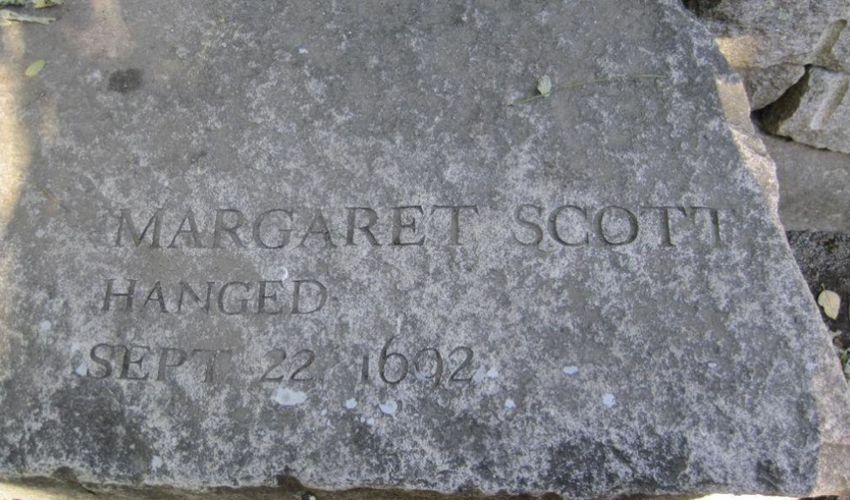 MARGARET SCOTT
HANGED
SEPT 22 1692